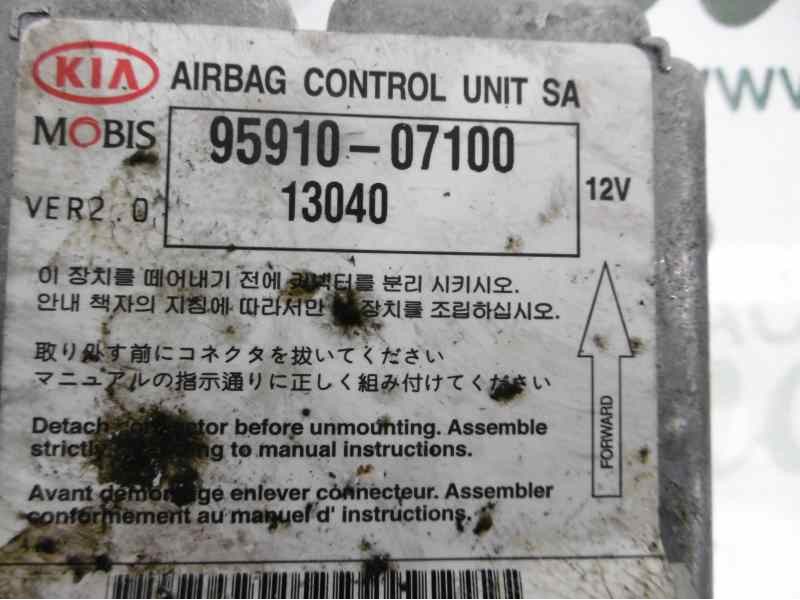 KIA AIRBAG CONTROL UNIT SA
MOBIS 95910-07100
VER2.0 13040 12V
이 장치를 떼어내기 전에 커넥터를 분리 시키시오.
안내 책자의 지침에 따라서만 장치를 조립하십시오.
取り外す前にコネクタを抜いてください
マニュアルの指示通りに正しく組み付けてください
Detach connector before unmounting. Assemble
strictly to manual instructions.
Avant démontage enlever connecteur. Assembler
conformement au manuel d' instructions.
FORWARD
www